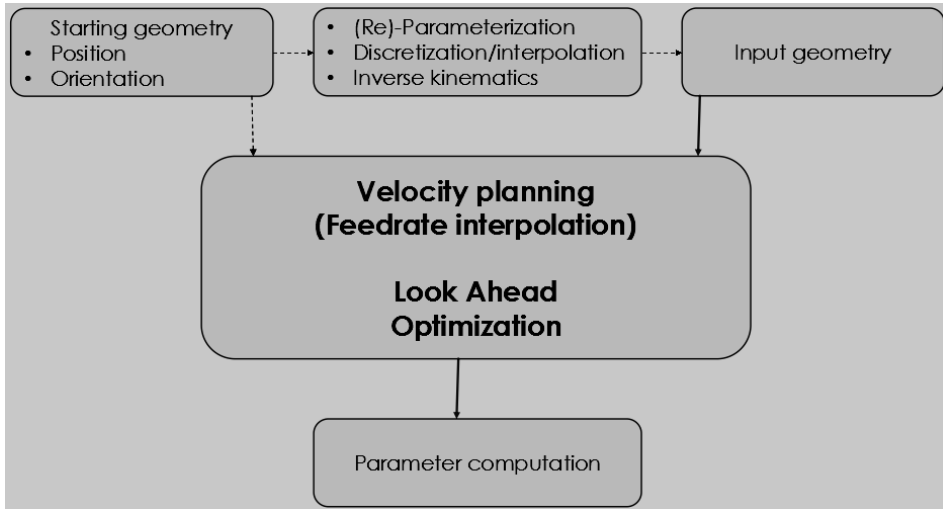 Starting geometry
• Position
• Orientation
• (Re)-Parameterization
• Discretization/interpolation
• Inverse kinematics
Input geometry
Velocity planning
(Feedrate interpolation)
Look Ahead
Optimization
Parameter computation